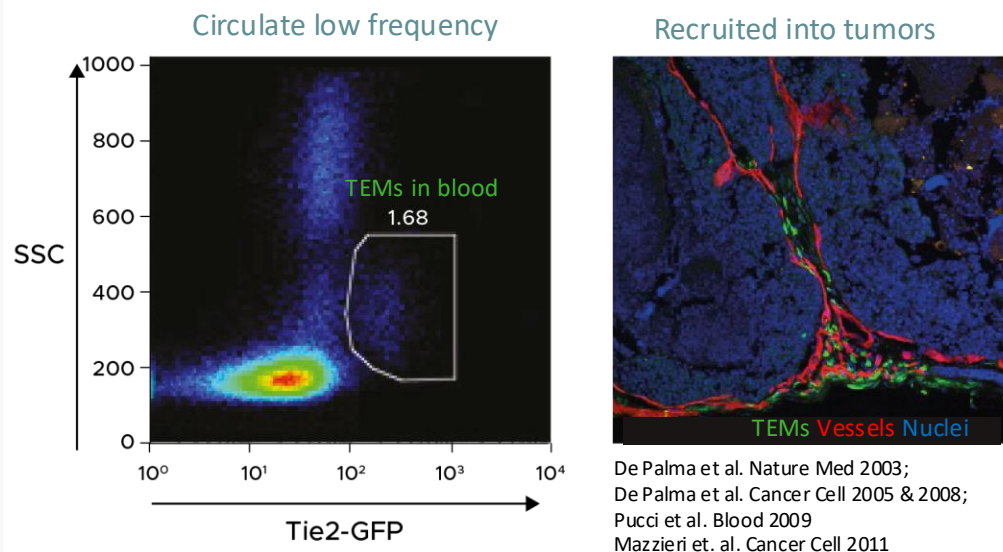 Circulate low frequency
Recruited into tumors
1000
800
600
400
200
0
SSC
TEMs in blood
1.68
10⁰ 10¹ 10² 10³ 10⁴
Tie2-GFP
TEMs Vessels Nuclei
De Palma et al. Nature Med 2003;
De Palma et al. Cancer Cell 2005 & 2008;
Pucci et al. Blood 2009
Mazzieri et. al. Cancer Cell 2011